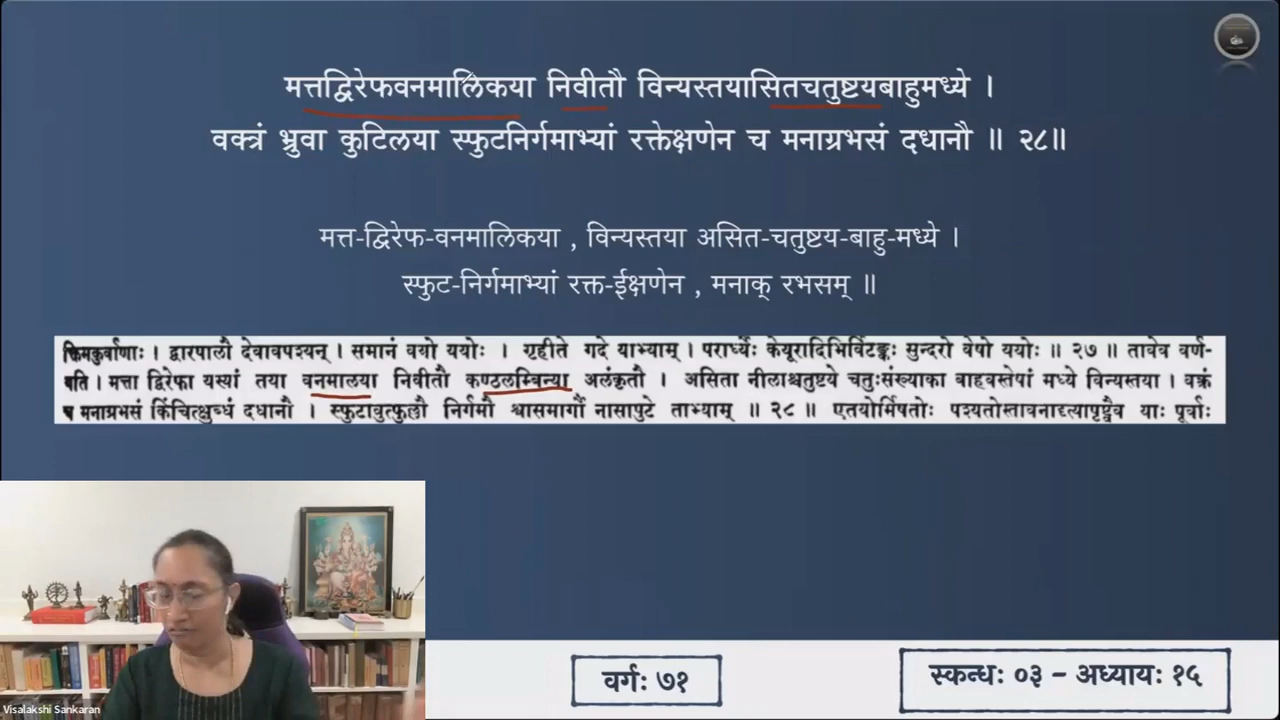 मत्तद्विरेफवनमालिकया निवीतौ विन्यस्तयासितचतुष्टयबाहुमध्ये ।
वक्त्रं भ्रुवा कुटिलया स्फुटनिर्गमाभ्यां रक्तेक्षणेन च मनाग्रभसं दधानौ ॥ २८॥
मत्त-द्विरेफ-वनमालिकया , विन्यस्तया असित-चतुष्टय-बाहु-मध्ये ।
स्फुट-निर्गमाभ्यां रक्त-ईक्षणेन , मनाक् रभसम् ॥
क्तिमकुर्वाणाः । द्वारपालौ देवावपश्यन् । समानं वयो ययोः । गृहीते गदे याभ्याम् । परार्ध्यैः केयूरादिभिर्विटङ्कः सुन्दरो वेषो ययोः ॥ २७ ॥ तावेव वर्ण-
यति । मत्ता द्विरेफा यस्यां तया वनमालया निवीतौ कण्ठलम्बिन्या अलंकृतौ । असिता नीलाश्चतुष्टये चतुःसंख्याका बाहवस्तेषां मध्ये विन्यस्तया । वक्रं
च मनाग्रभसं किंचित्क्षुब्धं दधानौ । स्फुटावुत्फुलौ निर्गमौ श्वासमार्गौ नासापुटे ताभ्याम् ॥ २८ ॥ एतयोर्मिषतोः पश्यतोस्तावनादृत्यापृष्ट्वैव याः पूर्वाः
Visalakshi Sankaran
वर्गः ७१
स्कन्धः ०३ - अध्यायः १५